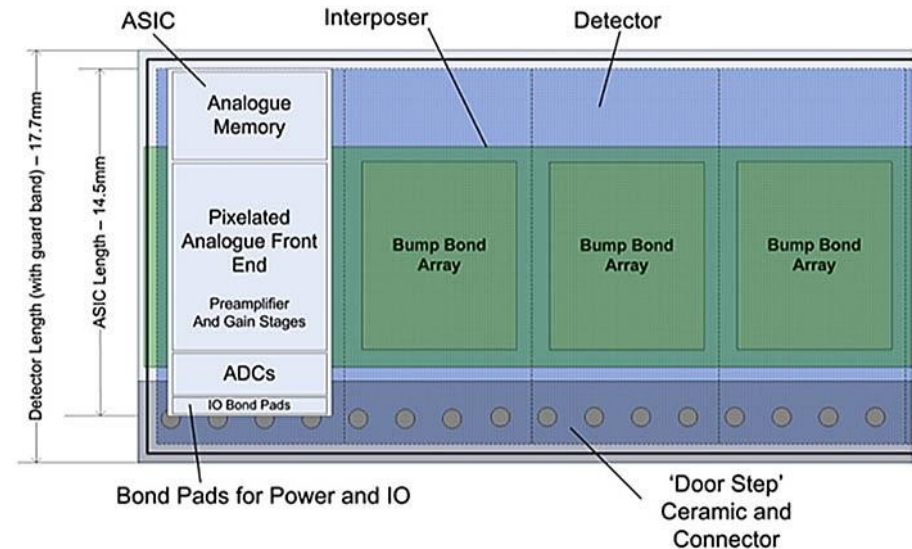 ASIC
Interposer
Detector
Detector Length (with guard band) – 17.7mm
ASIC Length – 14.5mm
Analogue
Memory
Pixelated
Analogue Front
End
Preamplifier
And Gain Stages
ADCs
IO Bond Pads
Bump Bond
Array
Bump Bond
Array
Bump Bond
Array
Bond Pads for Power and IO
'Door Step'
Ceramic and
Connector